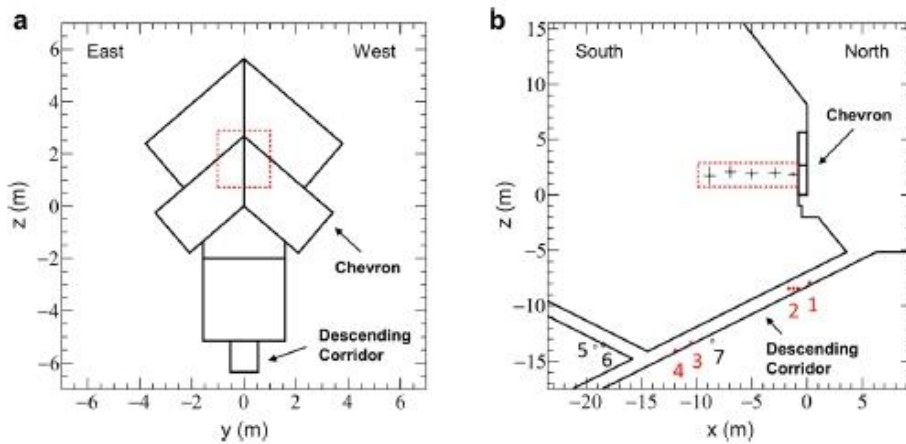 a
East
West
6
4
2
0
−2
−4
−6
z (m)
Chevron
Descending
Corridor
−6 −4 −2 0 2 4 6
y (m)
b
South
North
15
10
5
0
−5
−10
−15
z (m)
Chevron
1
2
3
4
5
6
7
Descending
Corridor
−20 −15 −10 −5 0 5
x (m)